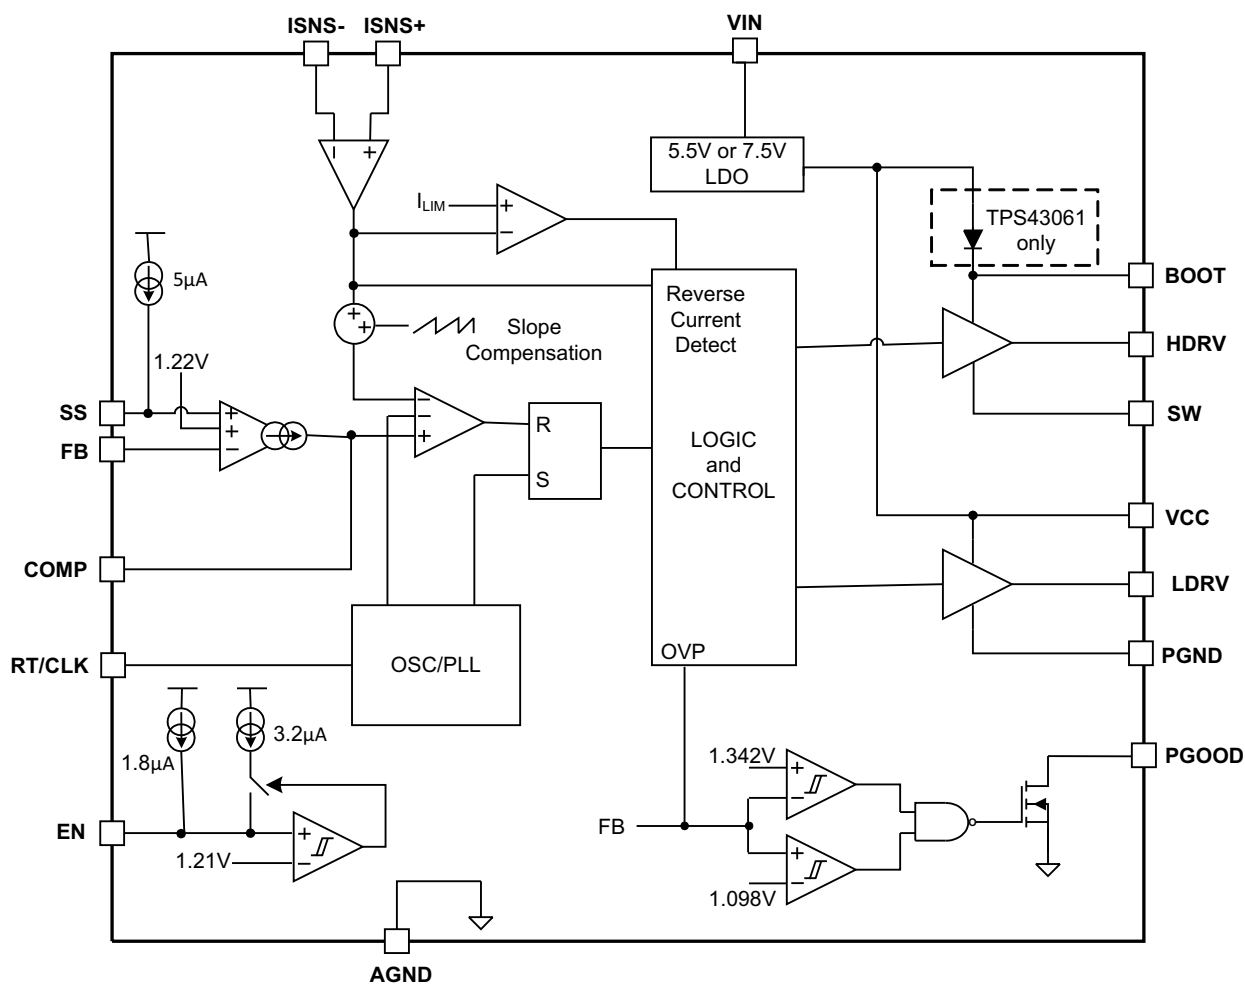 ISNS- ISNS+
VIN
5.5V or 7.5V
LDO
TPS43061
only
I_LIM
+
−
− +
5µA
1.22V
+ +
Slope
Compensation
Reverse
Current
Detect
BOOT
HDRV
SW
SS
FB
+
+
−
−
−
+
R
S
LOGIC
and
CONTROL
VCC
LDRV
PGND
COMP
RT/CLK
OSC/PLL
OVP
1.8µA
3.2µA
1.342V
+
−
PGOOD
EN
+
1.21V
−
FB
+
−
1.098V
AGND